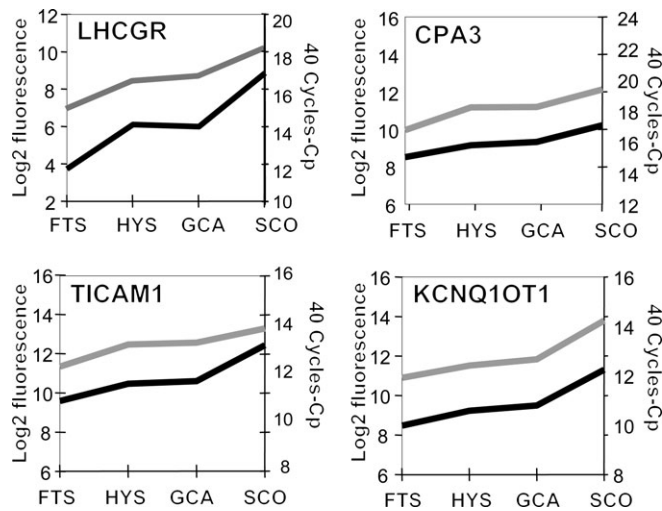 LHCGR
Log2 fluorescence
12
10
8
6
4
2
20
18
16
14
12
10
40 Cycles-Cp
FTS HYS GCA SCO
CPA3
Log2 fluorescence
16
14
12
10
8
6
24
22
20
18
16
14
12
40 Cycles-Cp
FTS HYS GCA SCO
TICAM1
Log2 fluorescence
16
14
12
10
8
6
16
14
12
10
8
40 Cycles-Cp
FTS HYS GCA SCO
KCNQ1OT1
Log2 fluorescence
16
14
12
10
8
6
16
14
12
10
8
40 Cycles-Cp
FTS HYS GCA SCO